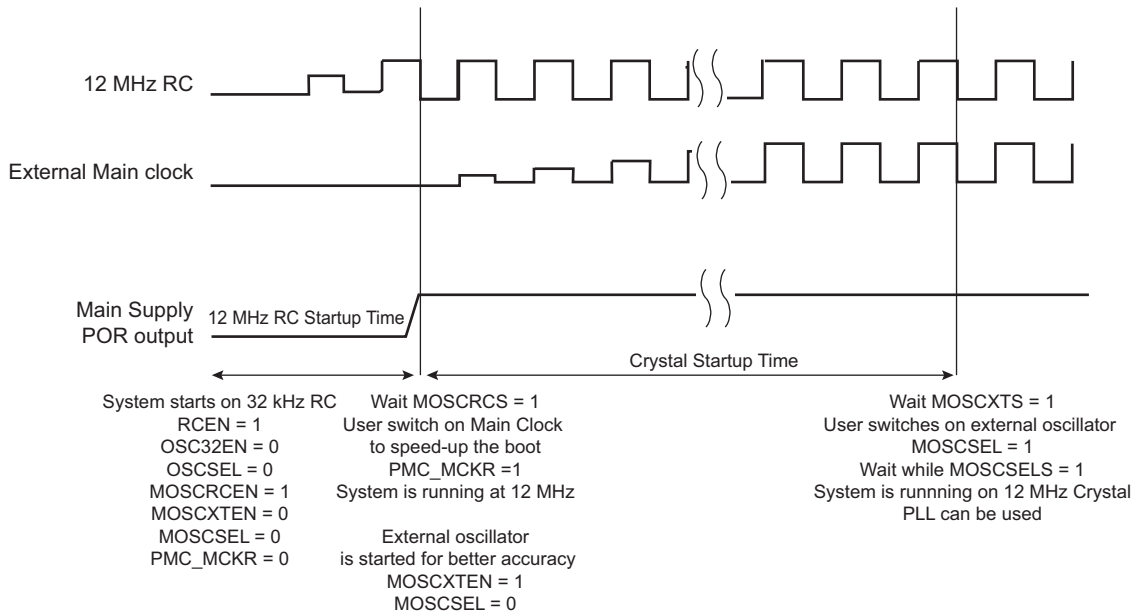 12 MHz RC
External Main clock
Main Supply
POR output
12 MHz RC Startup Time
Crystal Startup Time
System starts on 32 kHz RC
RCEN = 1
OSC32EN = 0
OSCSEL = 0
MOSCRCEN = 1
MOSCXTEN = 0
MOSCSEL = 0
PMC_MCKR = 0
Wait MOSCRCS = 1
User switch on Main Clock
to speed-up the boot
PMC_MCKR =1
System is running at 12 MHz
External oscillator
is started for better accuracy
MOSCXTEN = 1
MOSCSEL = 0
Wait MOSCXTS = 1
User switches on external oscillator
MOSCSEL = 1
Wait while MOSCSELS = 1
System is runnning on 12 MHz Crystal
PLL can be used